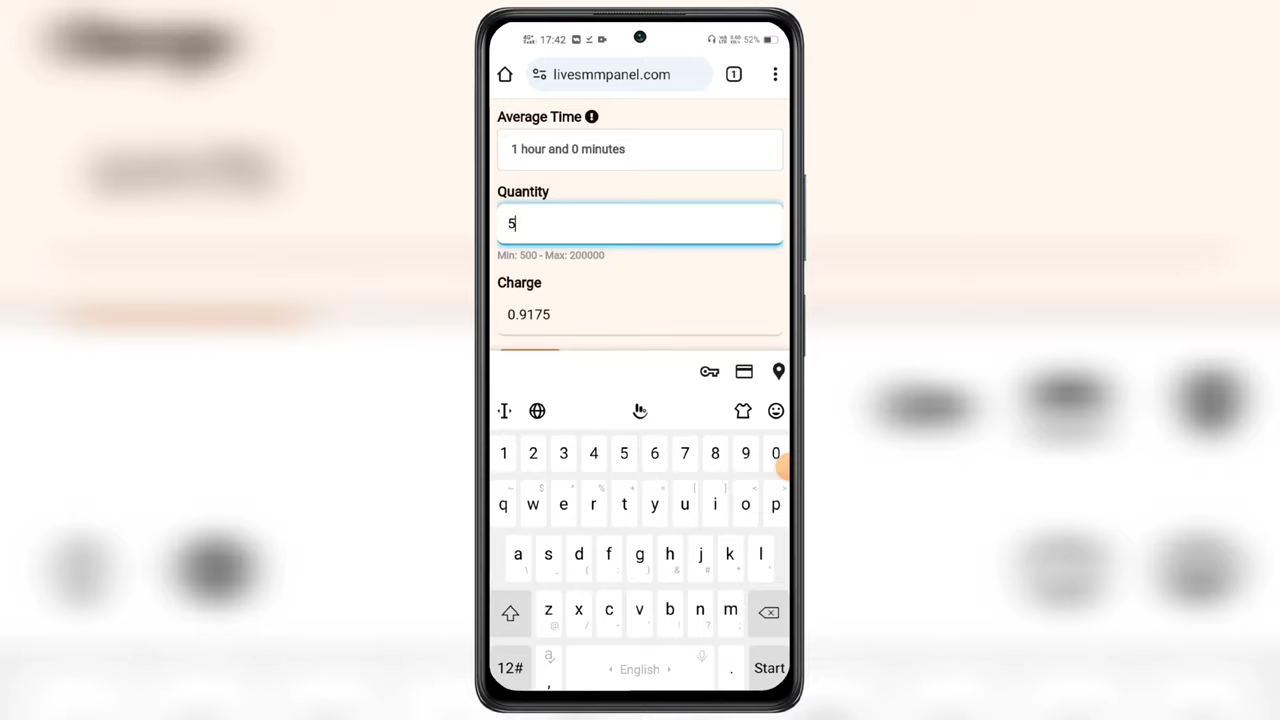 17:42
52%
livesmmpanel.com
1
Average Time
1 hour and 0 minutes
Quantity
5
Min: 500 - Max: 200000
Charge
0.9175
1 2 3 4 5 6 7 8 9 0
q w e r t y u i o p
a s d f g h j k l
z x c v b n m
12# , English . Start